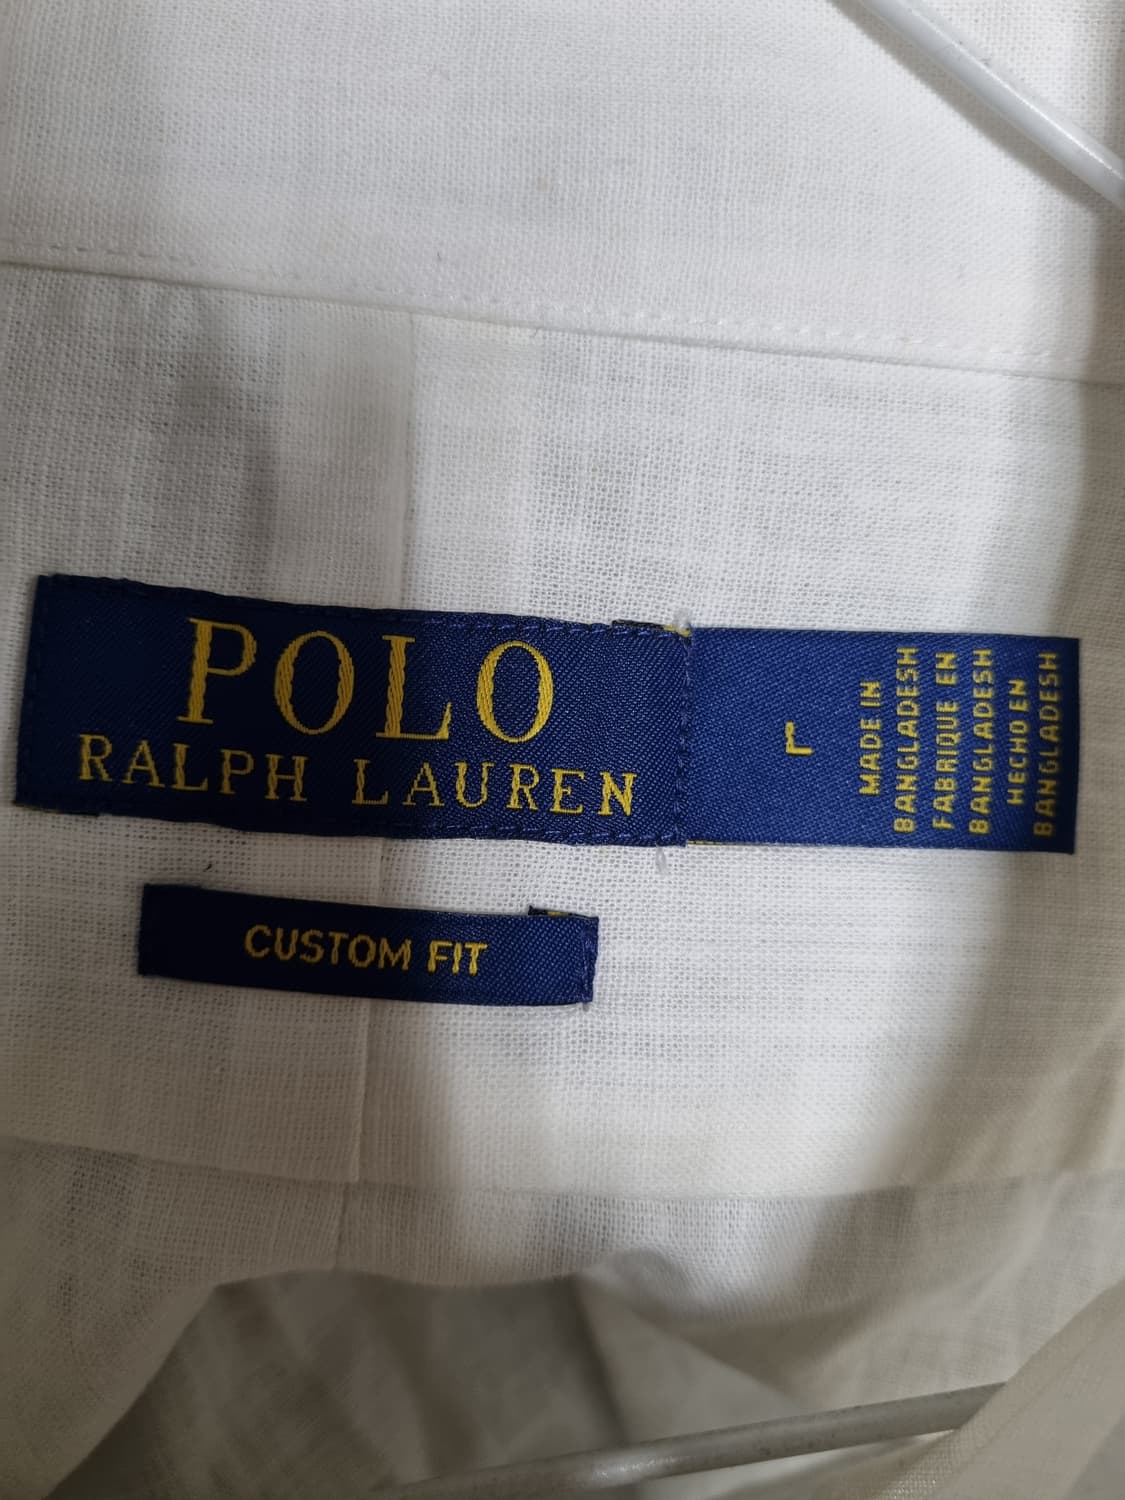 POLO
RALPH LAUREN
L
MADE IN
BANGLADESH
FABRIQUE EN
BANGLADESH
HECHO EN
BANGLADESH
CUSTOM FIT